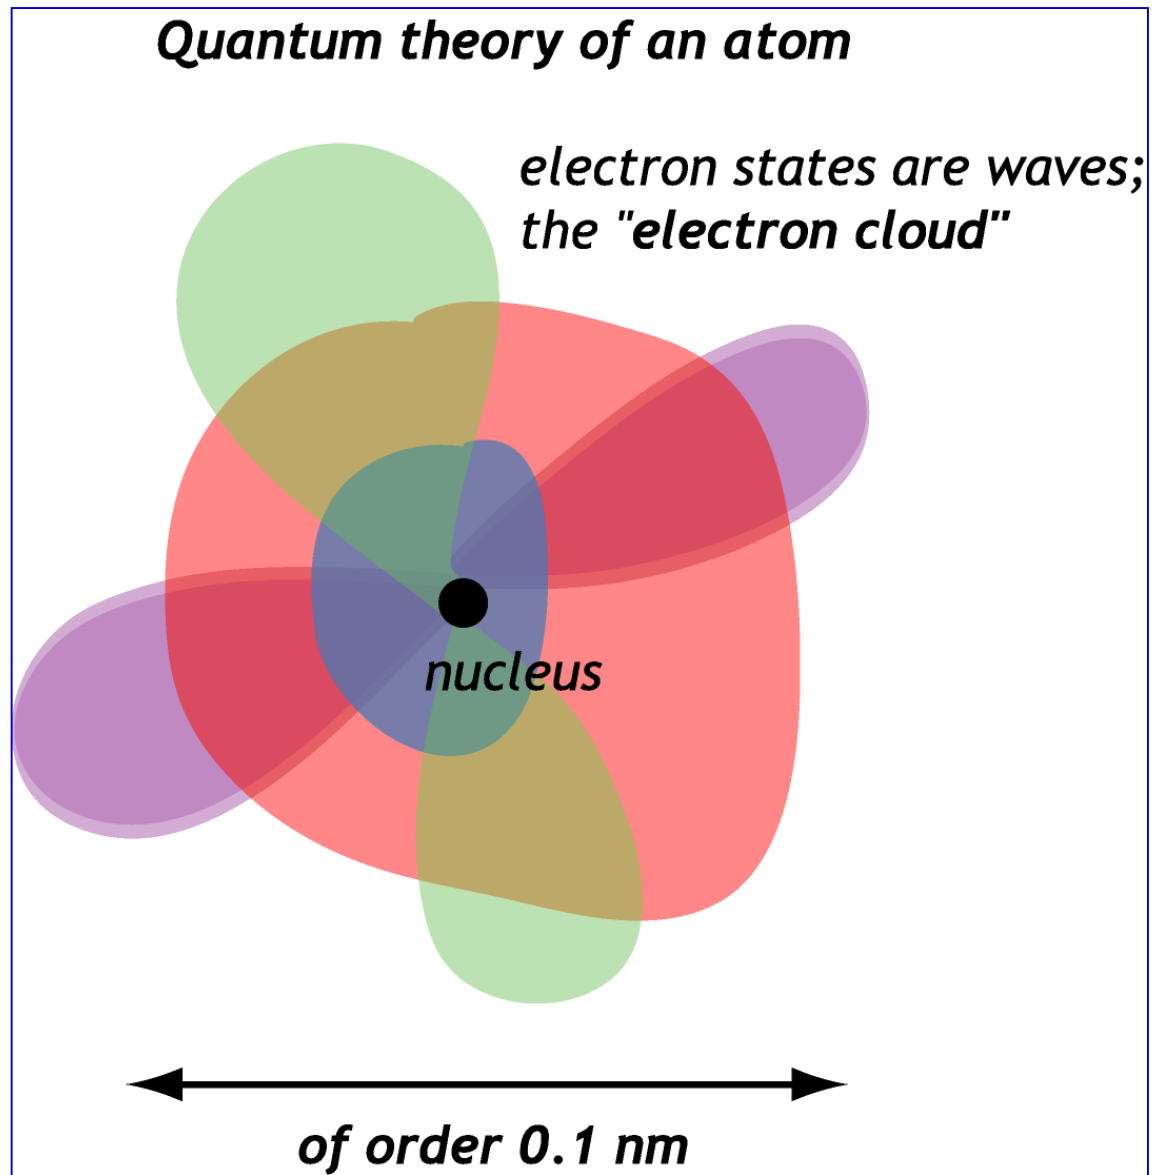 Quantum theory of an atom
electron states are waves;
the "electron cloud"
nucleus
of order 0.1 nm